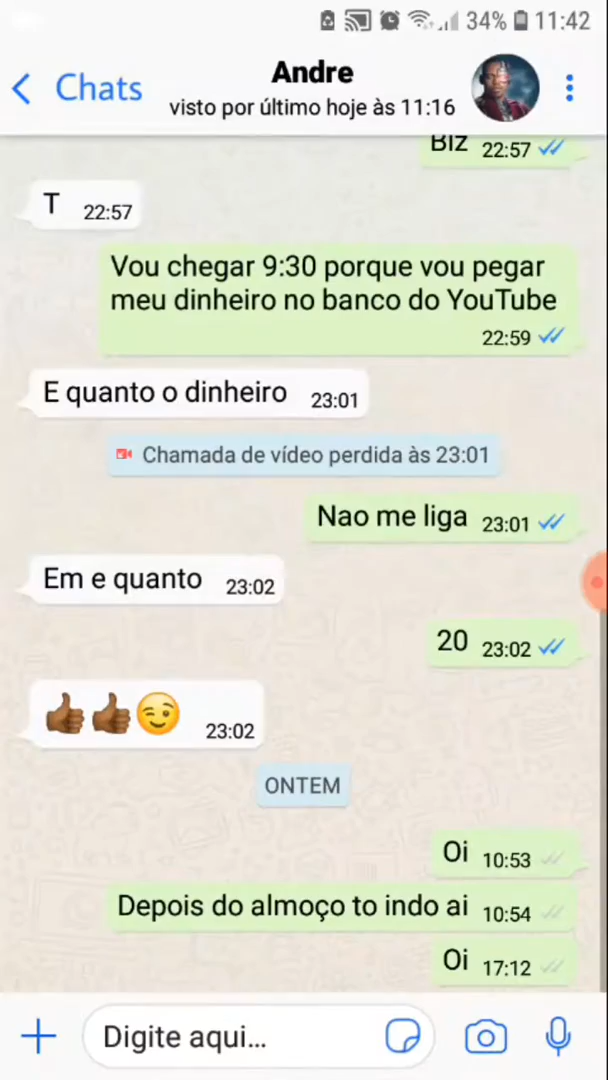 34% 11:42
Chats
Andre
visto por último hoje às 11:16
Biz 22:57
T 22:57
Vou chegar 9:30 porque vou pegar
meu dinheiro no banco do YouTube
22:59
E quanto o dinheiro 23:01
Chamada de vídeo perdida às 23:01
Nao me liga 23:01
Em e quanto 23:02
20 23:02
23:02
ONTEM
Oi 10:53
Depois do almoço to indo ai 10:54
Oi 17:12
Digite aqui...